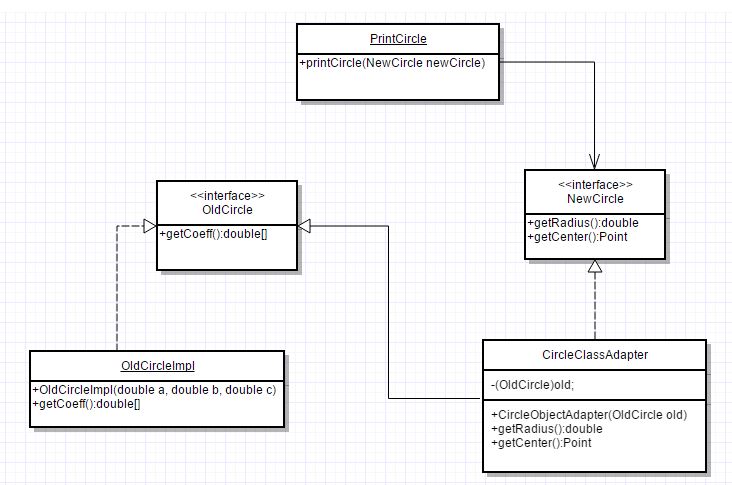 PrintCircle
+printCircle(NewCircle newCircle)
<<interface>>
OldCircle
+getCoeff():double[]
<<interface>>
NewCircle
+getRadius():double
+getCenter():Point
OldCircleImpl
+OldCircleImpl(double a, double b, double c)
+getCoeff():double[]
CircleClassAdapter
-(OldCircle)old;
+CircleObjectAdapter(OldCircle old)
+getRadius():double
+getCenter():Point